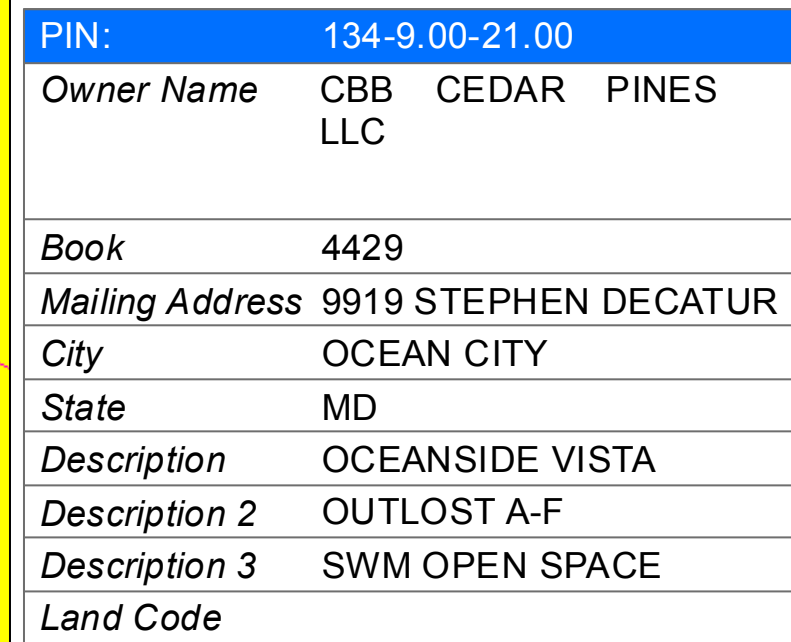 PIN: 134-9.00-21.00
Owner Name CBB CEDAR PINES
LLC
Book 4429
Mailing Address 9919 STEPHEN DECATUR
City OCEAN CITY
State MD
Description OCEANSIDE VISTA
Description 2 OUTLOST A-F
Description 3 SWM OPEN SPACE
Land Code